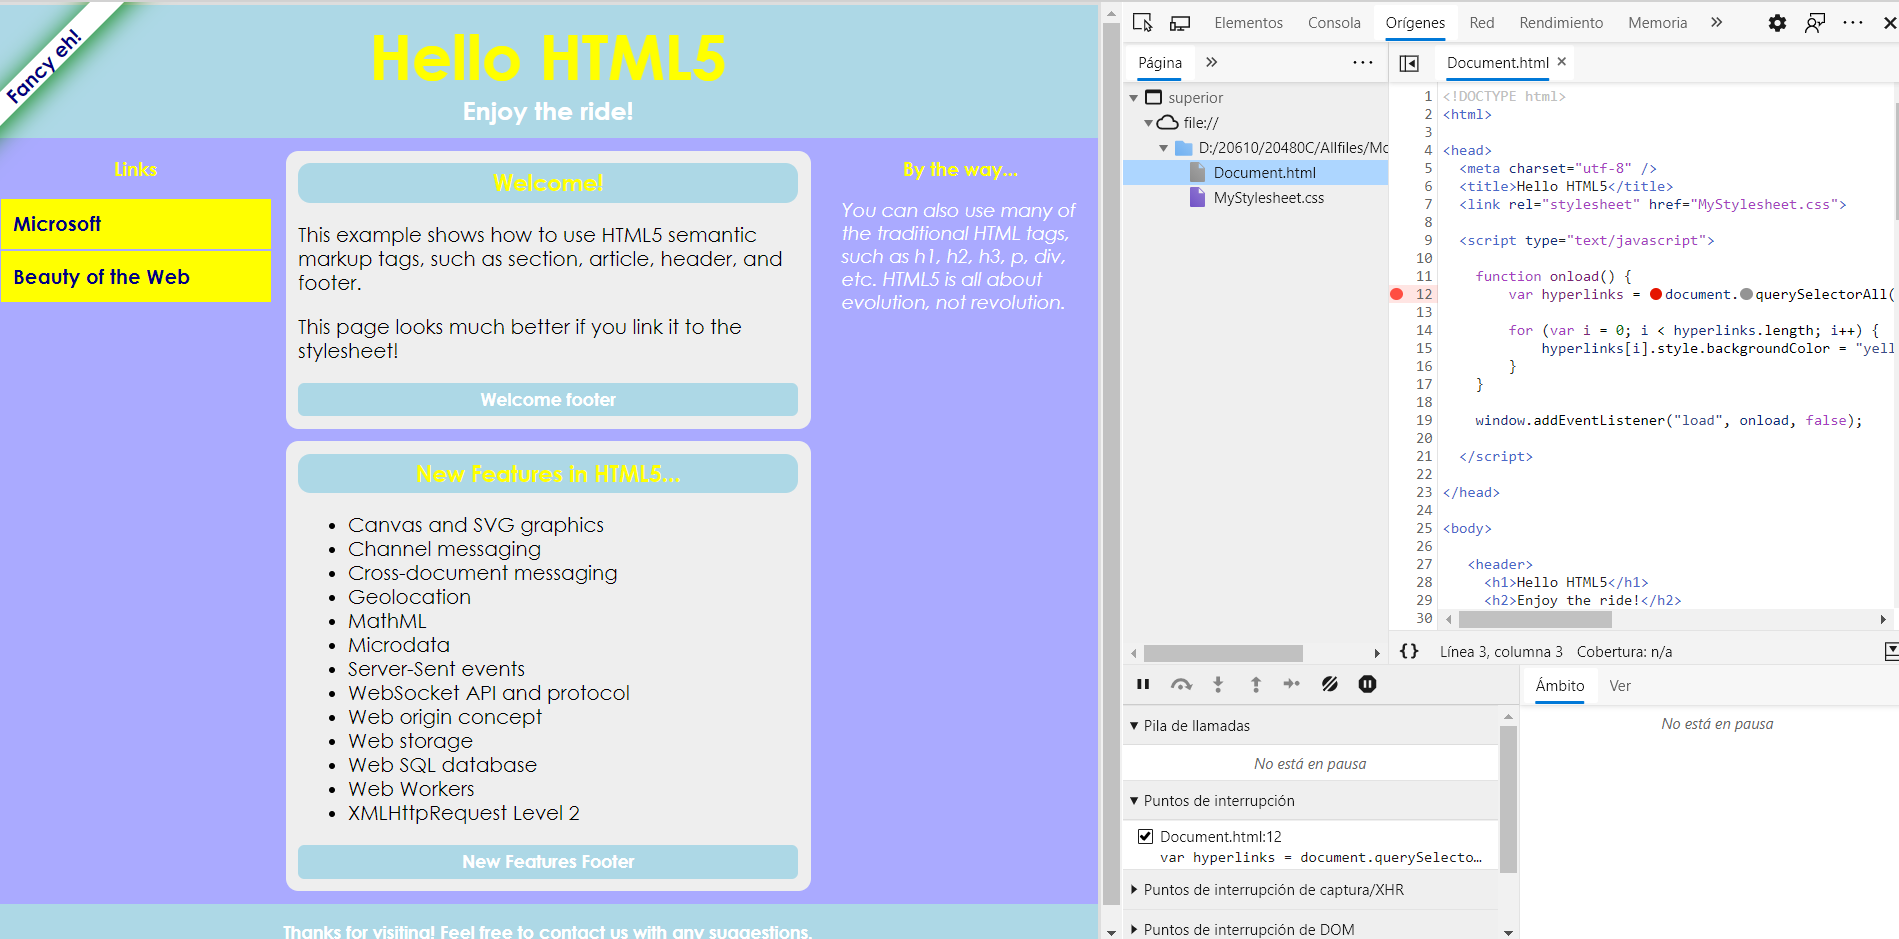 Fancy eh!
Hello HTML5
Enjoy the ride!
Links
Microsoft
Beauty of the Web
Welcome!
This example shows how to use HTML5 semantic
markup tags, such as section, article, header, and
footer.
This page looks much better if you link it to the
stylesheet!
Welcome footer
New Features in HTML5...
Canvas and SVG graphics
Channel messaging
Cross-document messaging
Geolocation
MathML
Microdata
Server-Sent events
WebSocket API and protocol
Web origin concept
Web storage
Web SQL database
Web Workers
XMLHttpRequest Level 2
New Features Footer
By the way...
You can also use many of
the traditional HTML tags,
such as h1, h2, h3, p, div,
etc. HTML5 is all about
evolution, not revolution.
Thanks for visiting! Feel free to contact us with any suggestions.
Elementos Consola Orígenes Red Rendimiento Memoria
Página
superior
file://
D:/20610/20480C/Allfiles/Mo
Document.html
MyStylesheet.css
Document.html
1 <!DOCTYPE html>
2 <html>
3
4 <head>
5 <meta charset="utf-8" />
6 <title>Hello HTML5</title>
7 <link rel="stylesheet" href="MyStylesheet.css">
8
9 <script type="text/javascript">
10
11 function onload() {
12 var hyperlinks = document.querySelectorAll(
13
14 for (var i = 0; i < hyperlinks.length; i++) {
15 hyperlinks[i].style.backgroundColor = "yell
16 }
17 }
18
19 window.addEventListener("load", onload, false);
20
21 </script>
22
23 </head>
24
25 <body>
26
27 <header>
28 <h1>Hello HTML5</h1>
29 <h2>Enjoy the ride!</h2>
30
{} Línea 3, columna 3 Cobertura: n/a
Pila de llamadas
No está en pausa
Puntos de interrupción
Document.html:12
var hyperlinks = document.querySelecto…
Puntos de interrupción de captura/XHR
Puntos de interrupción de DOM
Ámbito Ver
No está en pausa